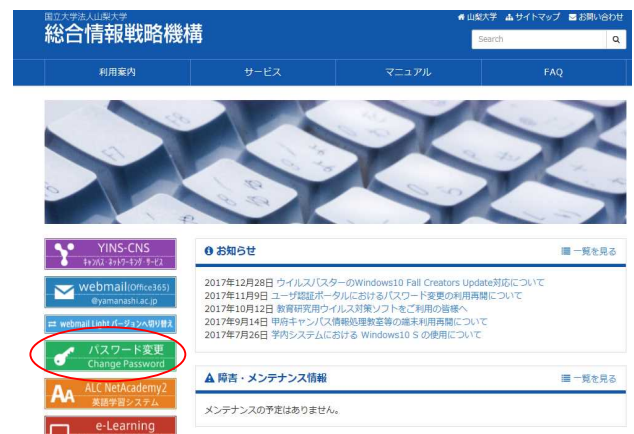 国立大学法人山梨大学
総合情報戦略機構
山梨大学 サイトマップ お問い合わせ
Search
利用案内 サービス マニュアル FAQ
YINS-CNS
キャンパス・ネットワーキング・サービス
webmail(Office365)
@yamanashi.ac.jp
webmail Light バージョンへ切り替え
パスワード変更
Change Password
ALC NetAcademy2
英語学習システム
e-Learning
お知らせ 一覧を見る
2017年12月28日 ウイルスバスターのWindows10 Fall Creators Update対応について
2017年11月9日 ユーザ認証ポータルにおけるパスワード変更の利用再開について
2017年10月12日 教育研究用ウイルス対策ソフトをご利用の皆様へ
2017年9月14日 甲府キャンパス情報処理教室等の端末利用再開について
2017年7月26日 学内システムにおける Windows10 S の使用について
障害・メンテナンス情報 一覧を見る
メンテナンスの予定はありません。